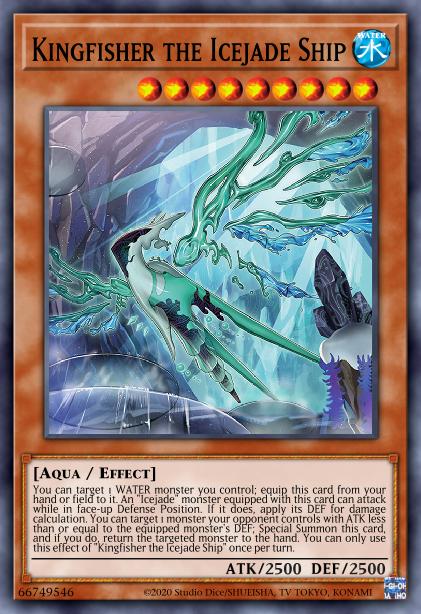 Kingfisher the Icejade Ship
WATER
水
[Aqua / Effect]
You can target 1 WATER monster you control; equip this card from your
hand or field to it. An "Icejade" monster equipped with this card can attack
while in face-up Defense Position. If it does, apply its DEF for damage
calculation. You can target 1 monster your opponent controls with ATK less
than or equal to the equipped monster's DEF; Special Summon this card,
and if you do, return the targeted monster to the hand. You can only use
this effect of "Kingfisher the Icejade Ship" once per turn.
ATK/2500 DEF/2500
66749546
©2020 Studio Dice/SHUEISHA, TV TOKYO, KONAMI